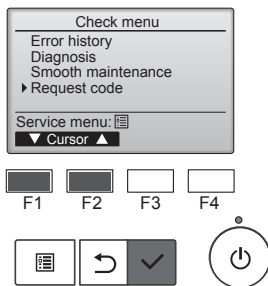 Check menu
Error history
Diagnosis
Smooth maintenance
Request code
Service menu:
▼ Cursor ▲
F1 F2 F3 F4